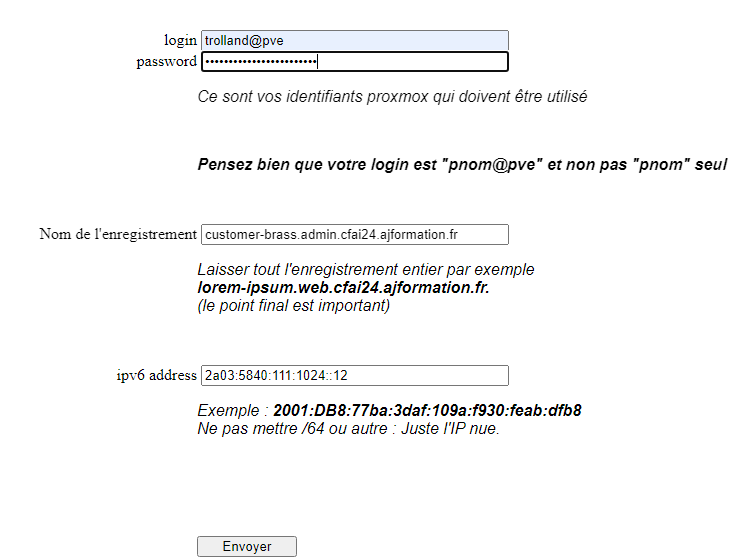 login trolland@pve
password ••••••••••••••••••••••••
Ce sont vos identifiants proxmox qui doivent être utilisé
Pensez bien que votre login est "pnom@pve" et non pas "pnom" seul
Nom de l'enregistrement customer-brass.admin.cfai24.ajformation.fr
Laisser tout l'enregistrement entier par exemple
lorem-ipsum.web.cfai24.ajformation.fr.
(le point final est important)
ipv6 address 2a03:5840:111:1024::12
Exemple : 2001:DB8:77ba:3daf:109a:f930:feab:dfb8
Ne pas mettre /64 ou autre : Juste l'IP nue.
Envoyer